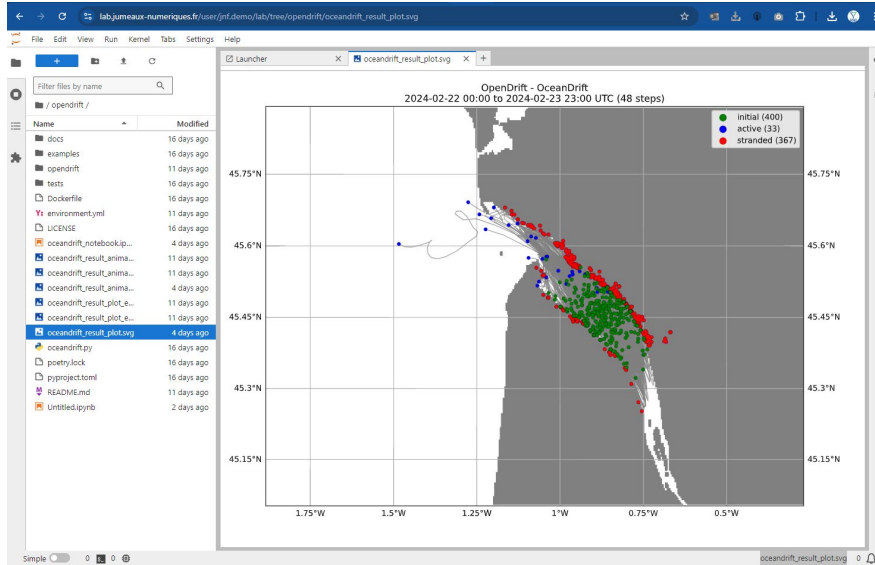 lab.jumeaux-numeriques.fr/user/jnf.demo/lab/tree/opendrift/oceandrift_result_plot.svg
File Edit View Run Kernel Tabs Settings Help
Launcher
oceandrift_result_plot.svg
Filter files by name
/ opendrift /
Name Modified
docs 16 days ago
examples 16 days ago
opendrift 11 days ago
tests 16 days ago
Dockerfile 16 days ago
environment.yml 11 days ago
LICENSE 16 days ago
oceandrift_notebook.ip... 4 days ago
oceandrift_result_anima... 11 days ago
oceandrift_result_anima... 11 days ago
oceandrift_result_anima... 4 days ago
oceandrift_result_plot_e... 11 days ago
oceandrift_result_plot_e... 11 days ago
oceandrift_result_plot.svg 4 days ago
oceandrift.py 16 days ago
poetry.lock 16 days ago
pyproject.toml 16 days ago
README.md 11 days ago
Untitled.ipynb 2 days ago
OpenDrift - OceanDrift
2024-02-22 00:00 to 2024-02-23 23:00 UTC (48 steps)
initial (400)
active (33)
stranded (367)
45.75°N 45.75°N
45.6°N 45.6°N
45.45°N 45.45°N
45.3°N 45.3°N
45.15°N 45.15°N
1.75°W 1.5°W 1.25°W 1°W 0.75°W 0.5°W
Simple 0 0 oceandrift_result_plot.svg 0